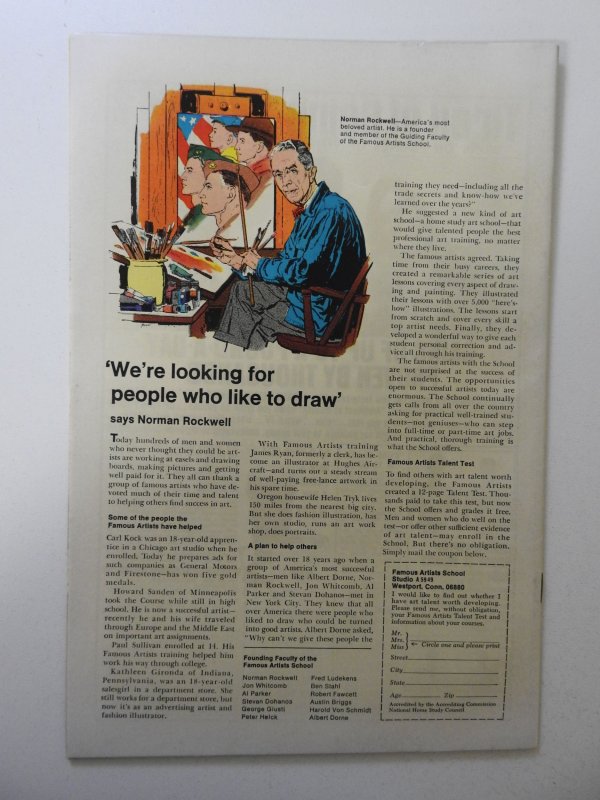 Norman Rockwell—America's most
beloved artist. He is a founder
and member of the Guiding Faculty
of the Famous Artists School.
'We're looking for
people who like to draw'
says Norman Rockwell
Today hundreds of men and women
who never thought they could be art-
ists are working at easels and drawing
boards, making pictures and getting
well paid for it. They all can thank a
group of famous artists who have de-
voted much of their time and talent
to helping others find success in art.
Some of the people the
Famous Artists have helped
Carl Kock was an 18-year-old appren-
tice in a Chicago art studio when he
enrolled. Today he prepares ads for
such companies as General Motors
and Firestone—has won five gold
medals.
Howard Sanden of Minneapolis
took the Course while still in high
school. He is now a successful artist—
recently he and his wife traveled
through Europe and the Middle East
on important art assignments.
Paul Sullivan enrolled at 14. His
Famous Artists training helped him
work his way through college.
Kathleen Gironda of Indiana,
Pennsylvania, was an 18-year-old
salesgirl in a department store. She
still works for a department store, but
now it's as an advertising artist and
fashion illustrator.
With Famous Artists training
James Ryan, formerly a clerk, has be-
come an illustrator at Hughes Air-
craft—and turns out a steady stream
of well-paying free-lance artwork in
his spare time.
Oregon housewife Helen Tryk lives
150 miles from the nearest big city.
But she does fashion illustration, has
her own studio, runs an art work
shop, does portraits.
A plan to help others
It started over 18 years ago when a
group of America's most successful
artists—men like Albert Dorne, Nor-
man Rockwell, Jon Whitcomb, Al
Parker and Stevan Dohanos—met in
New York City. They knew that all
over America there were people who
liked to draw who could be turned
into good artists. Albert Dorne asked,
"Why can't we give these people the
Founding Faculty of the
Famous Artists School
Norman Rockwell
Jon Whitcomb
Al Parker
Stevan Dohanos
George Giusti
Peter Helck
Fred Ludekens
Ben Stahl
Robert Fawcett
Austin Briggs
Harold Von Schmidt
Albert Dorne
training they need—including all the
trade secrets and know-how we've
learned over the years?"
He suggested a new kind of art
school—a home study art school—that
would give talented people the best
professional art training, no matter
where they live.
The famous artists agreed. Taking
time from their busy careers, they
created a remarkable series of art
lessons covering every aspect of draw-
ing and painting. They illustrated
their lessons with over 5,000 "here's-
how" illustrations. The lessons start
from scratch and cover every skill a
top artist needs. Finally, they de-
veloped a wonderful way to give each
student personal correction and ad-
vice all through his training.
The famous artists with the School
are not surprised at the success of
their students. The opportunities
open to successful artists today are
enormous. The School continually
gets calls from all over the country
asking for practical well-trained stu-
dents—not geniuses—who can step
into full-time or part-time art jobs.
And practical, thorough training is
what the School offers.
Famous Artists Talent Test
To find others with art talent worth
developing, the Famous Artists
created a 12-page Talent Test. Thou-
sands paid to take this test, but now
the School offers and grades it free.
Men and women who do well on the
test—or offer other sufficient evidence
of art talent—may enroll in the
School. But there's no obligation.
Simply mail the coupon below.
Famous Artists School
Studio
Westport, Conn. 06880
I would like to find out whether I
have art talent worth developing.
Please send me, without obligation,
your Famous Artists Talent Test and
information about your courses.
Mr.
Mrs.
Miss ← Circle one and please print
Street
City
State
Age Zip
Accredited by the Accrediting Commission
National Home Study Council